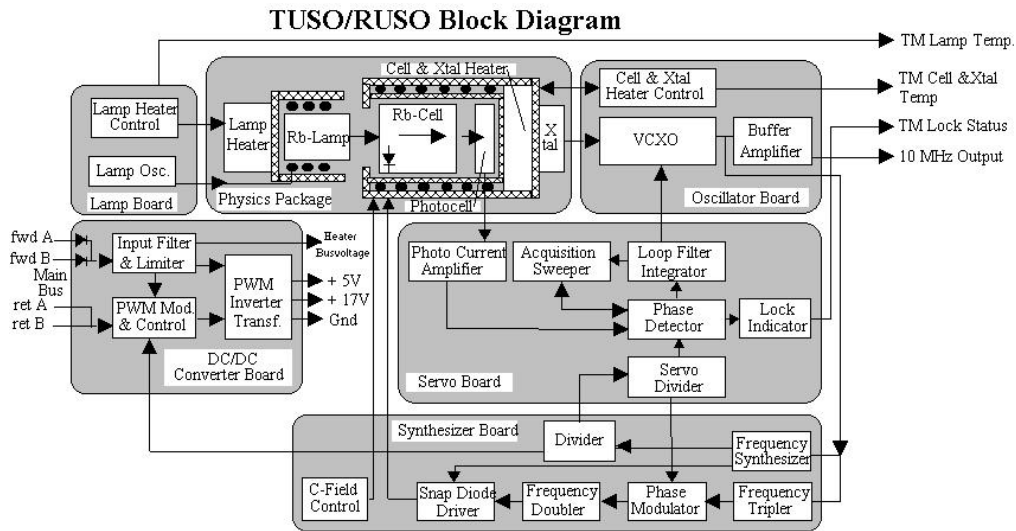 TUSO/RUSO Block Diagram
TM Lamp Temp.
Cell & Xtal Heater
Cell & Xtal
Heater Control
TM Cell &Xtal
Temp
Lamp Heater
Control
Lamp
Heater
Rb-Lamp
Rb-Cell
X
tal
VCXO
Buffer
Amplifier
TM Lock Status
10 MHz Output
Lamp Osc.
Lamp Board
Physics Package
Photocell
Oscillator Board
fwd A
fwd B
Main
Bus
ret A
ret B
Input Filter
& Limiter
Heater
Busvoltage
PWM Mod.
& Control
PWM
Inverter
Transf.
+ 5V
+ 17V
Gnd
DC/DC
Converter Board
Photo Current
Amplifier
Acquisition
Sweeper
Loop Filter
Integrator
Phase
Detector
Lock
Indicator
Servo
Divider
Servo Board
Synthesizer Board
Divider
Frequency
Synthesizer
C-Field
Control
Snap Diode
Driver
Frequency
Doubler
Phase
Modulator
Frequency
Tripler